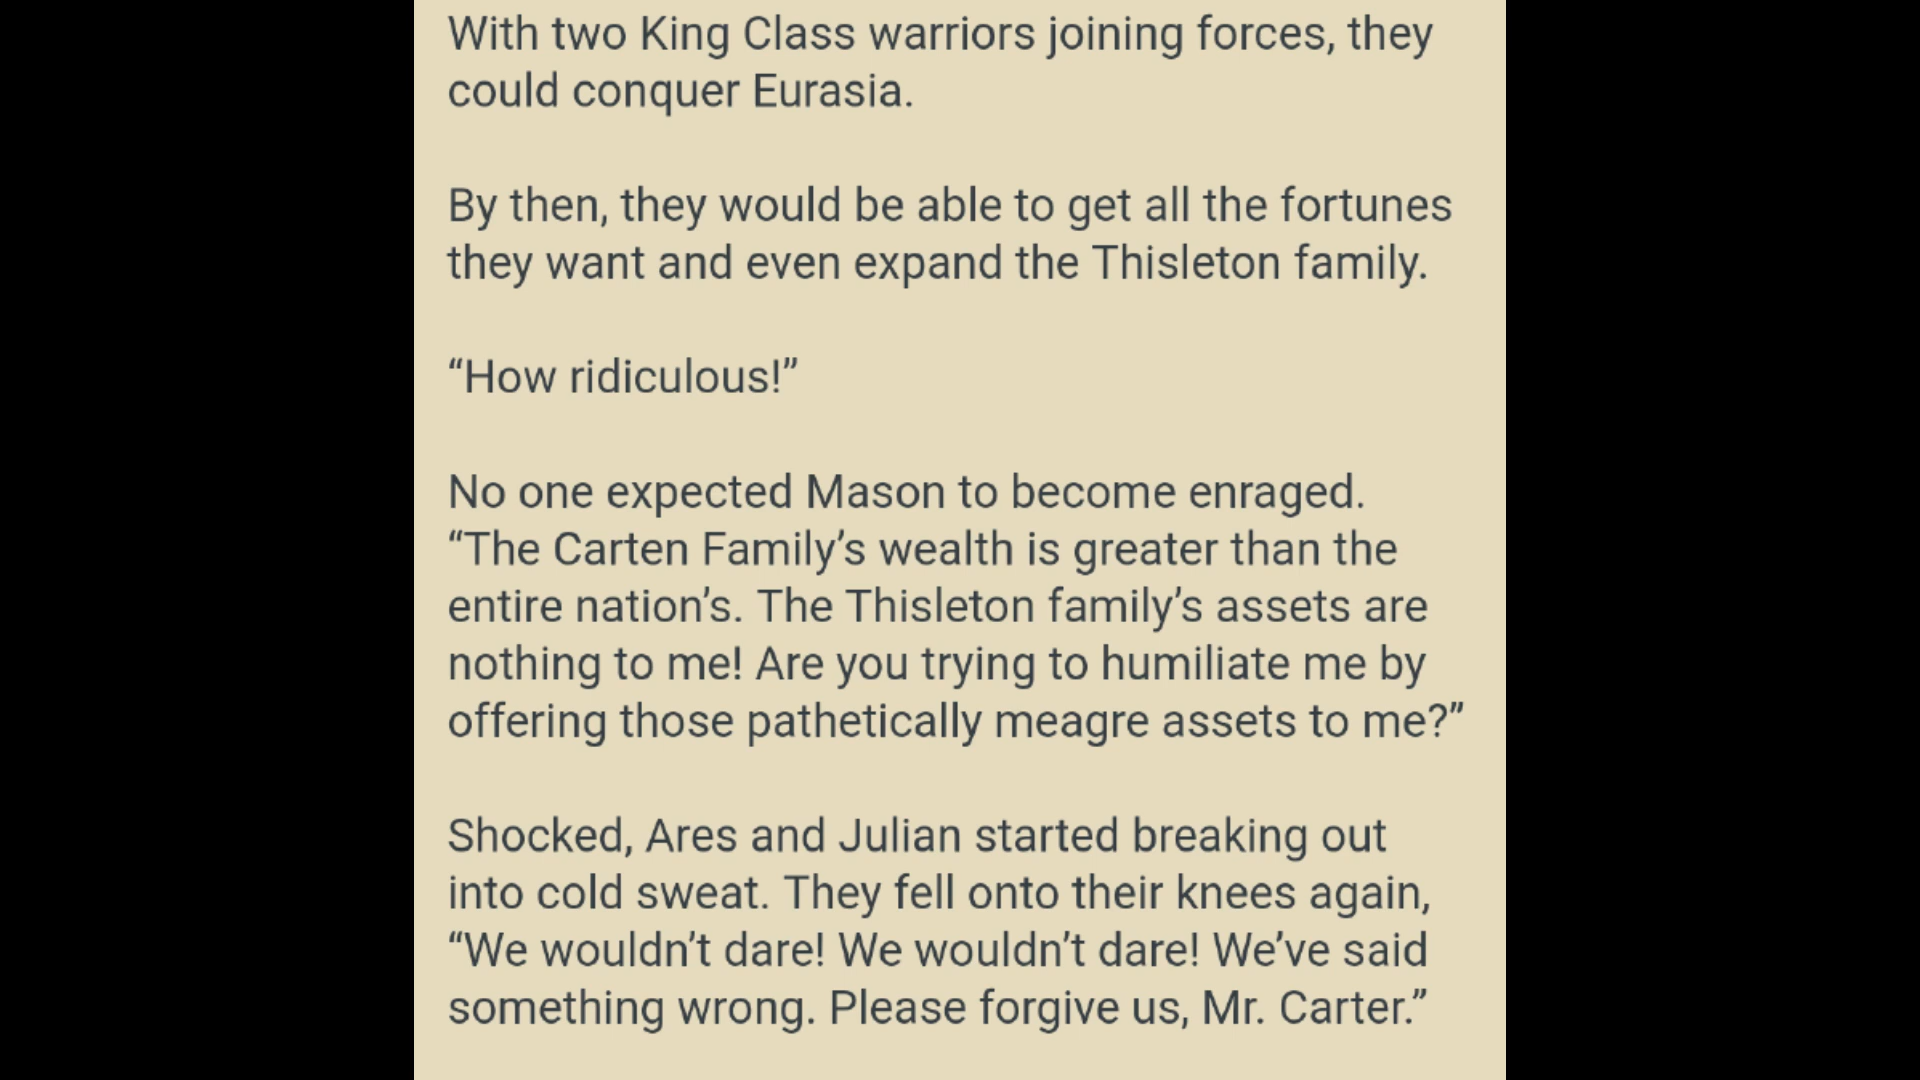 With two King Class warriors joining forces, they
could conquer Eurasia.
By then, they would be able to get all the fortunes
they want and even expand the Thisleton family.
“How ridiculous!”
No one expected Mason to become enraged.
“The Carten Family’s wealth is greater than the
entire nation’s. The Thisleton family’s assets are
nothing to me! Are you trying to humiliate me by
offering those pathetically meagre assets to me?”
Shocked, Ares and Julian started breaking out
into cold sweat. They fell onto their knees again,
“We wouldn’t dare! We wouldn’t dare! We’ve said
something wrong. Please forgive us, Mr. Carter.”